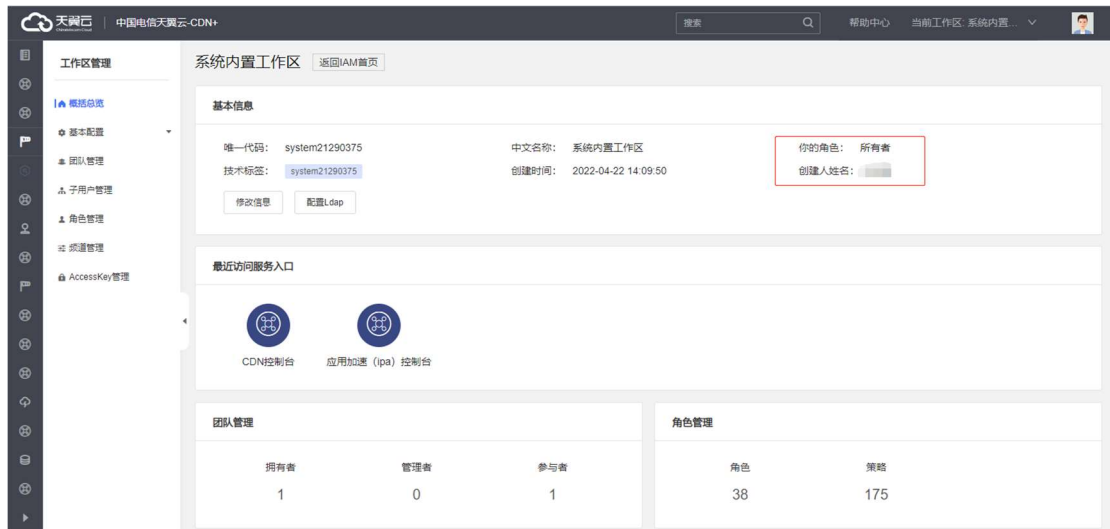 天翼云 中国电信天翼云-CDN+ 搜索 帮助中心 当前工作区: 系统内置...
工作区管理
概括总览
基本配置
团队管理
子用户管理
角色管理
频道管理
AccessKey管理
系统内置工作区 返回IAM首页
基本信息
唯一代码: system21290375 中文名称: 系统内置工作区 你的角色: 所有者
技术标签: system21290375 创建时间: 2022-04-22 14:09:50 创建人姓名:
修改信息 配置Ldap
最近访问服务入口
CDN控制台 应用加速（ipa）控制台
团队管理 角色管理
拥有者 管理者 参与者 角色 策略
1 0 1 38 175